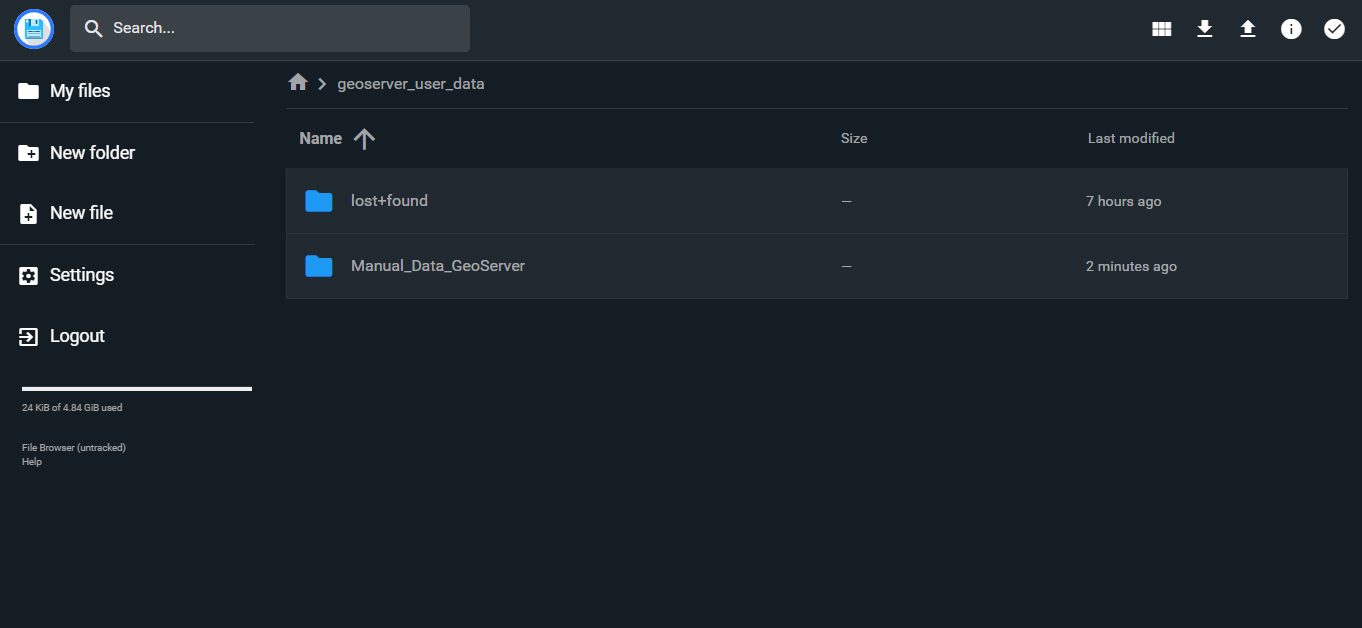 Search...
My files
New folder
New file
Settings
Logout
24 KiB of 4.84 GiB used
File Browser (untracked)
Help
geoserver_user_data
Name Size Last modified
lost+found — 7 hours ago
Manual_Data_GeoServer — 2 minutes ago